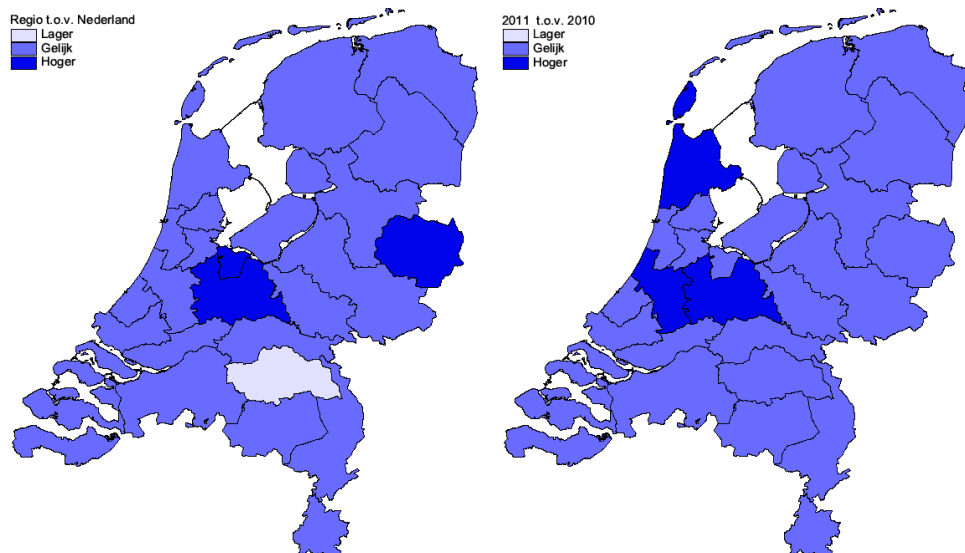 Regio t.o.v. Nederland
Lager
Gelijk
Hoger
2011 t.o.v. 2010
Lager
Gelijk
Hoger